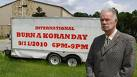 INTERNATIONAL
BURN A KORAN DAY
9/11/2010 6PM-9PM